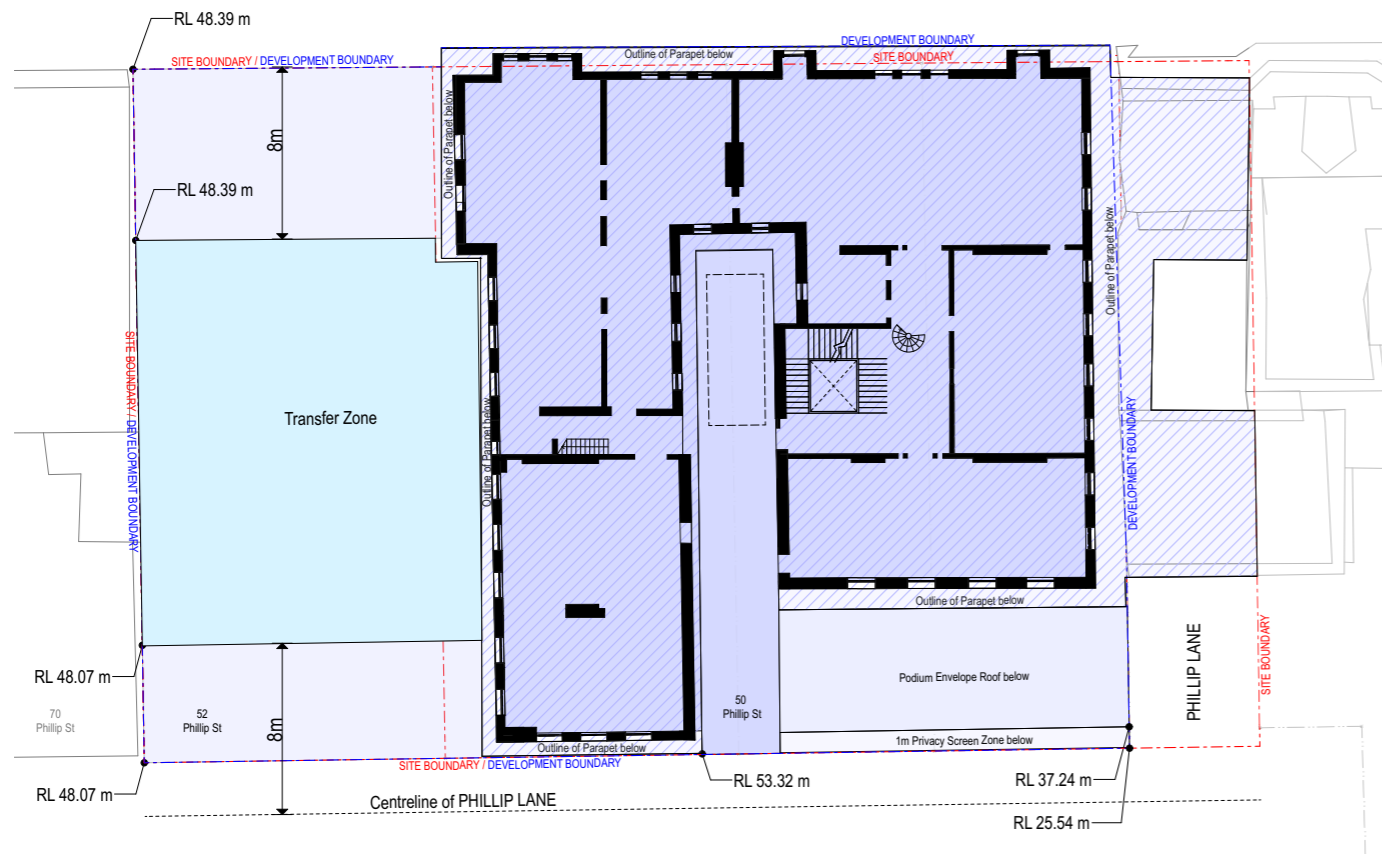 RL 48.39 m
DEVELOPMENT BOUNDARY
Outline of Parapet below
SITE BOUNDARY / DEVELOPMENT BOUNDARY
SITE BOUNDARY
8m
Outline of Parapet below
RL 48.39 m
Outline of Parapet below
SITE BOUNDARY / DEVELOPMENT BOUNDARY
Transfer Zone
Outline of Parapet below
DEVELOPMENT BOUNDARY
Outline of Parapet below
PHILLIP LANE
SITE BOUNDARY
RL 48.07 m
Podium Envelope Roof below
70
Phillip St
52
Phillip St
8m
50
Phillip St
1m Privacy Screen Zone below
Outline of Parapet below
SITE BOUNDARY / DEVELOPMENT BOUNDARY
RL 53.32 m
RL 37.24 m
RL 48.07 m
Centreline of PHILLIP LANE
RL 25.54 m